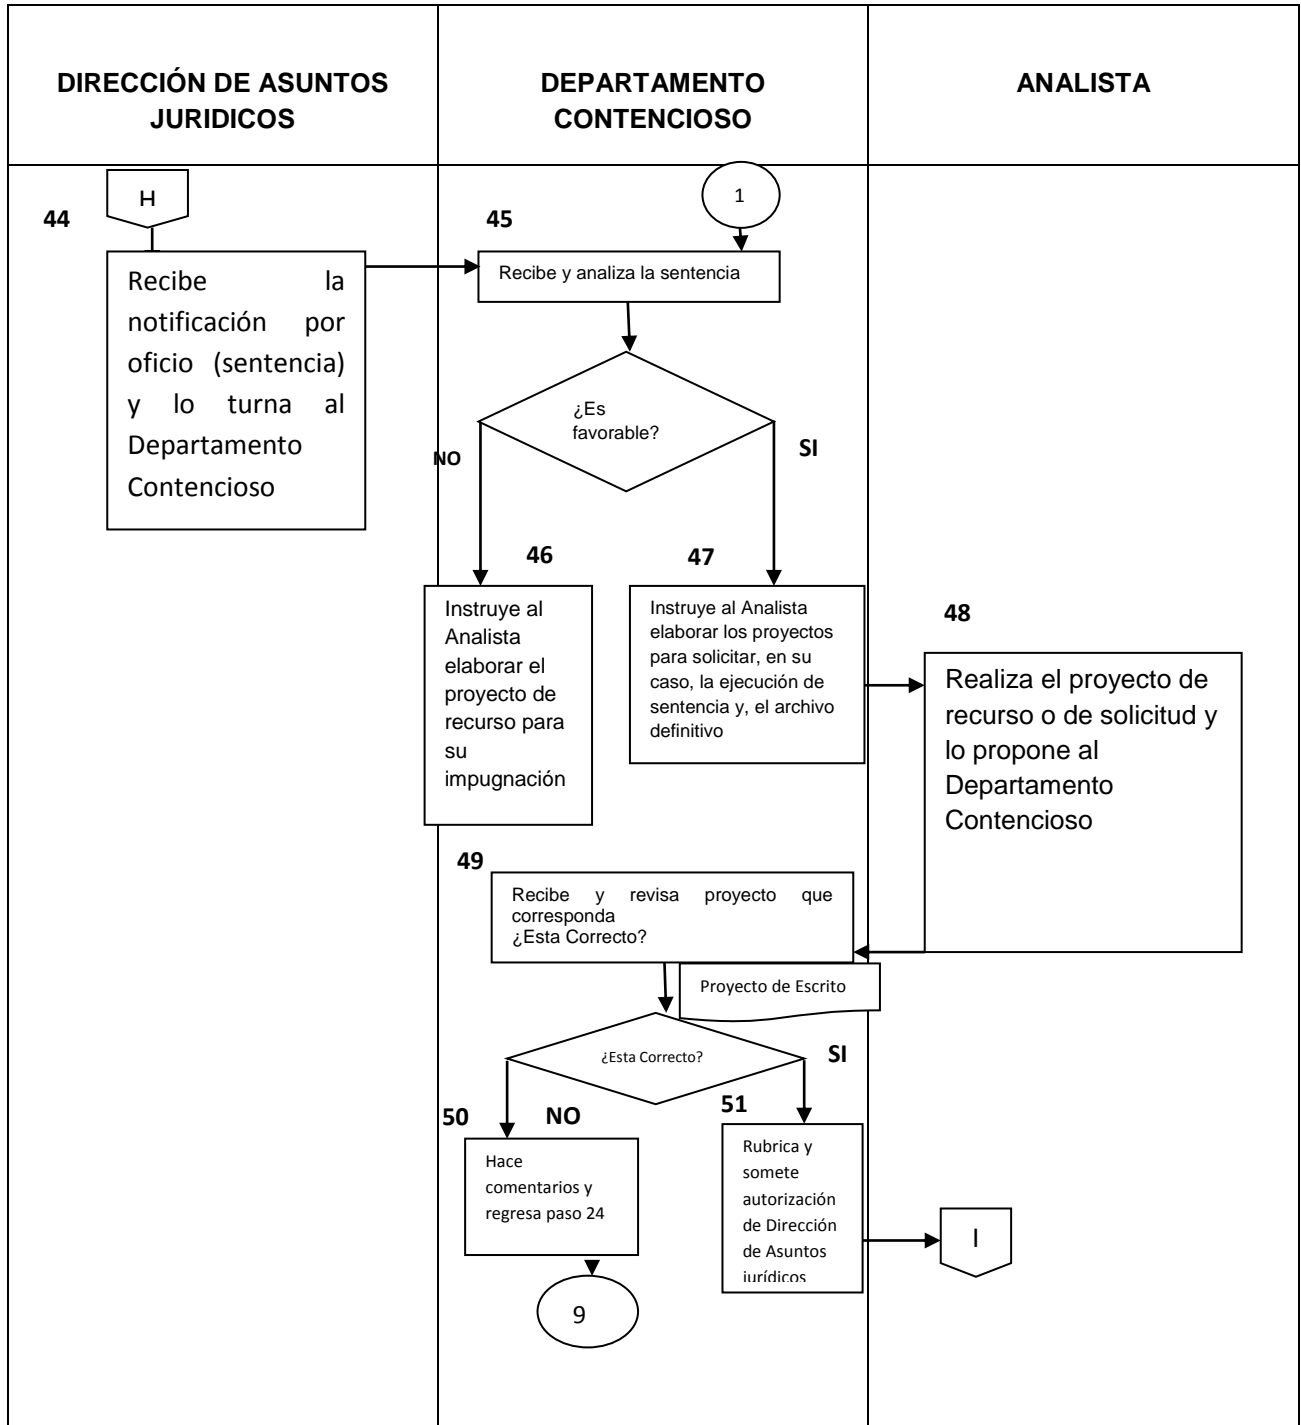 DIRECCIÓN DE ASUNTOS
JURIDICOS
DEPARTAMENTO
CONTENCIOSO
ANALISTA
H
1
44
45
Recibe la
notificación por
oficio (sentencia)
y lo turna al
Departamento
Contencioso
Recibe y analiza la sentencia
¿Es
favorable?
NO
SI
46
47
Instruye al
Analista
elaborar el
proyecto de
recurso para
su
impugnación
Instruye al Analista
elaborar los proyectos
para solicitar, en su
caso, la ejecución de
sentencia y, el archivo
definitivo
48
Realiza el proyecto de
recurso o de solicitud y
lo propone al
Departamento
Contencioso
49
Recibe y revisa proyecto que
corresponda
¿Esta Correcto?
Proyecto de Escrito
¿Esta Correcto?
SI
50
NO
51
Hace
comentarios y
regresa paso 24
Rubrica y
somete
autorización
de Dirección
de Asuntos
jurídicos
I
9